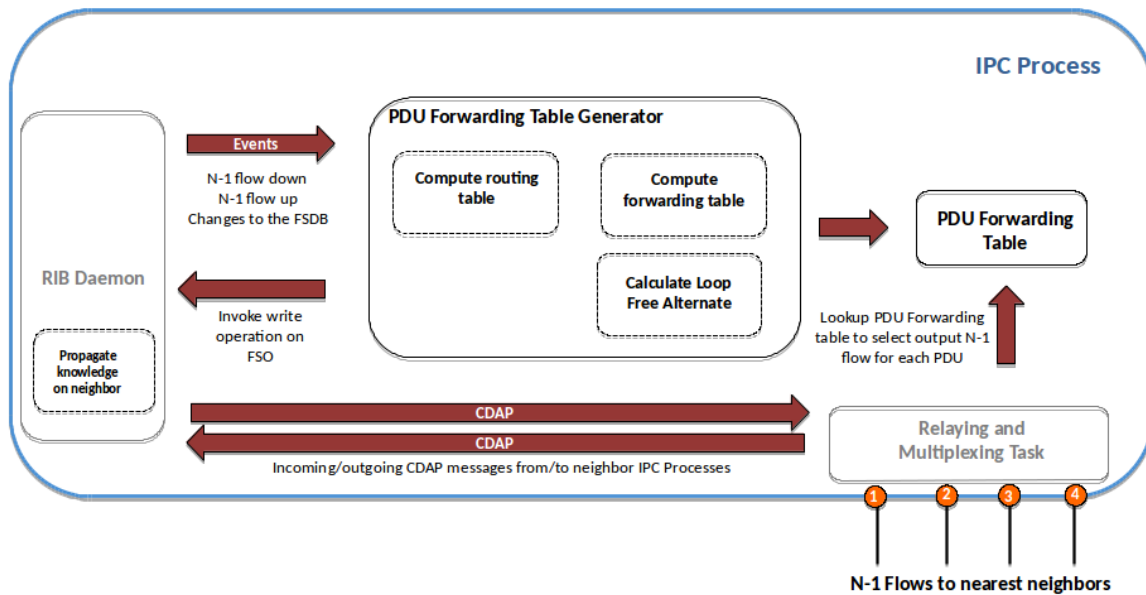 IPC Process
PDU Forwarding Table Generator
Events
N-1 flow down
N-1 flow up
Changes to the FSDB
Compute routing
table
Compute
forwarding table
PDU Forwarding
Table
RIB Daemon
Calculate Loop
Free Alternate
Invoke write
operation on
FSO
Lookup PDU Forwarding
table to select output N-1
flow for each PDU
Propagate
knowledge
on neighbor
CDAP
CDAP
Incoming/outgoing CDAP messages from/to neighbor IPC Processes
Relaying and
Multiplexing Task
1 2 3 4
N-1 Flows to nearest neighbors